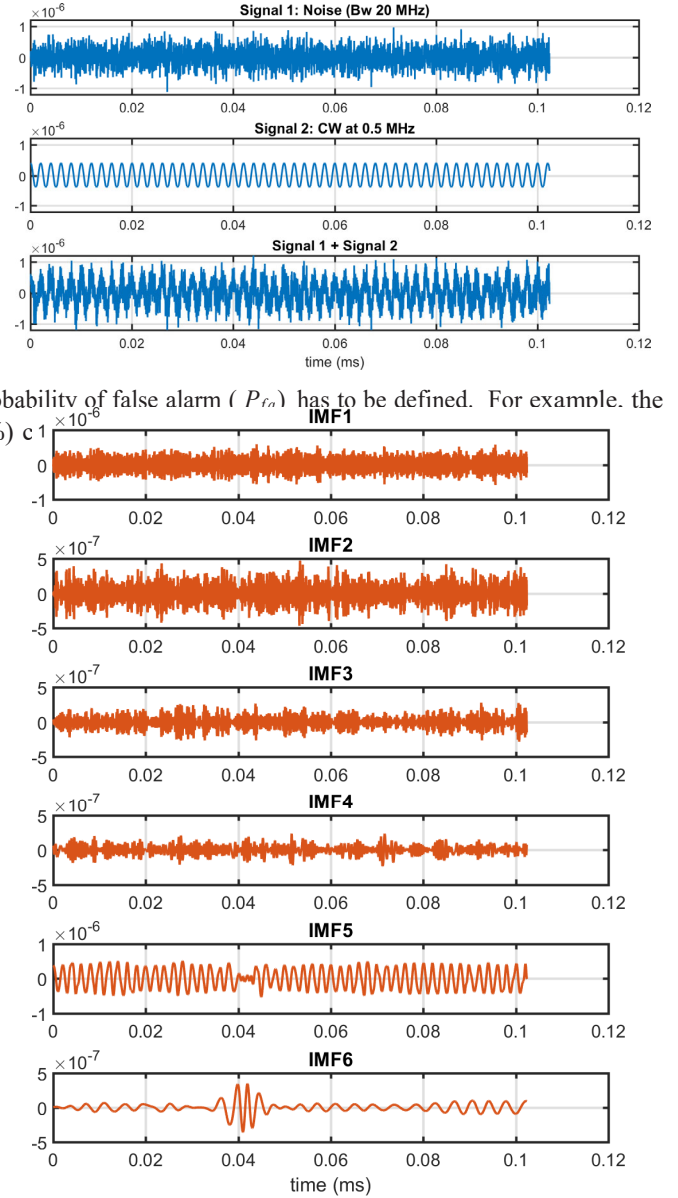 Signal 1: Noise (Bw 20 MHz)
×10-6
1
0
-1
0 0.02 0.04 0.06 0.08 0.1 0.12
Signal 2: CW at 0.5 MHz
×10-6
1
0
-1
0 0.02 0.04 0.06 0.08 0.1 0.12
Signal 1 + Signal 2
×10-6
1
0
-1
0 0.02 0.04 0.06 0.08 0.1 0.12
time (ms)
obability of false alarm ( Pfa) has to be defined. For example, the
) c
IMF1
×10-6
1
0
-1
0 0.02 0.04 0.06 0.08 0.1 0.12
IMF2
×10-7
5
0
-5
0 0.02 0.04 0.06 0.08 0.1 0.12
IMF3
×10-7
5
0
-5
0 0.02 0.04 0.06 0.08 0.1 0.12
IMF4
×10-7
5
0
-5
0 0.02 0.04 0.06 0.08 0.1 0.12
IMF5
×10-6
1
0
-1
0 0.02 0.04 0.06 0.08 0.1 0.12
IMF6
×10-7
5
0
-5
0 0.02 0.04 0.06 0.08 0.1 0.12
time (ms)